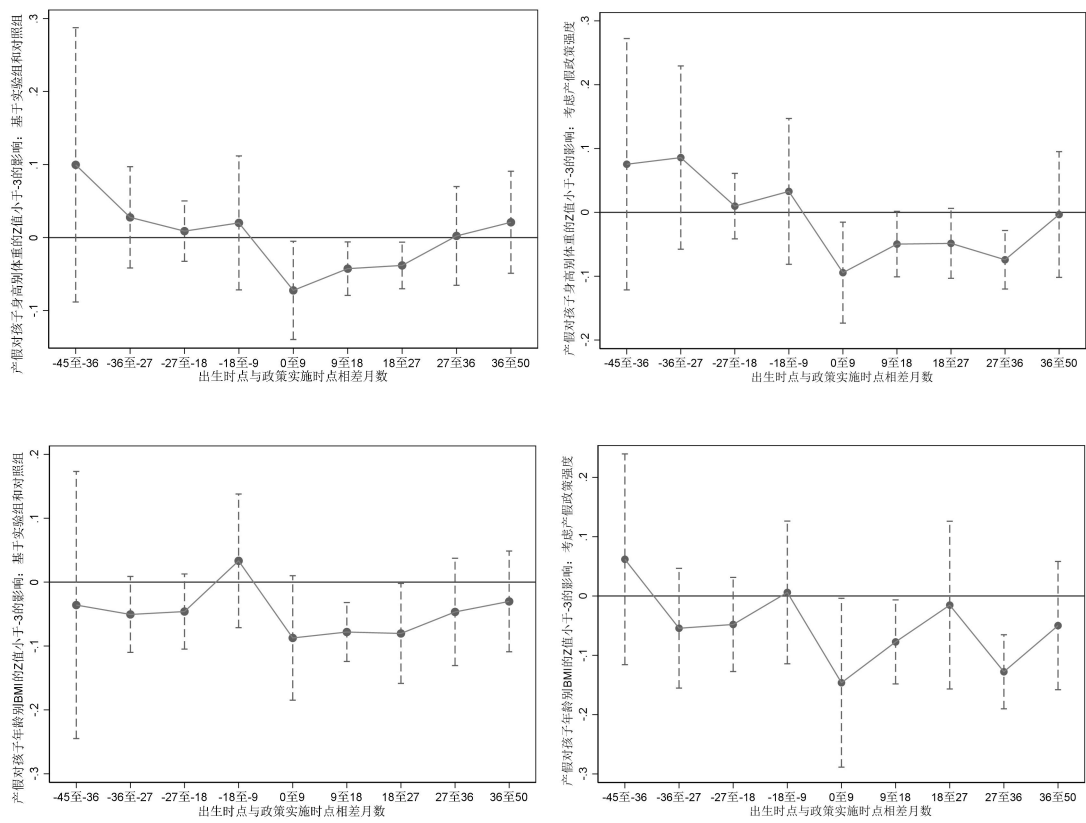 产假对孩子身高别体重的Z值小于-3的影响：基于实验组和对照组
.3
.2
.1
0
-.1
-45至-36 -36至-27 -27至-18 -18至-9 0至9 9至18 18至27 27至36 36至50
出生时点与政策实施时点相差月数
产假对孩子身高别体重的Z值小于-3的影响：考虑产假政策强度
.3
.2
.1
0
-.1
-.2
-45至-36 -36至-27 -27至-18 -18至-9 0至9 9至18 18至27 27至36 36至50
出生时点与政策实施时点相差月数
产假对孩子年龄别BMI的Z值小于-3的影响：基于实验组和对照组
.2
.1
0
-.1
-.2
-.3
-45至-36 -36至-27 -27至-18 -18至-9 0至9 9至18 18至27 27至36 36至50
出生时点与政策实施时点相差月数
产假对孩子年龄别BMI的Z值小于-3的影响：考虑产假政策强度
.2
.1
0
-.1
-.2
-.3
-45至-36 -36至-27 -27至-18 -18至-9 0至9 9至18 18至27 27至36 36至50
出生时点与政策实施时点相差月数